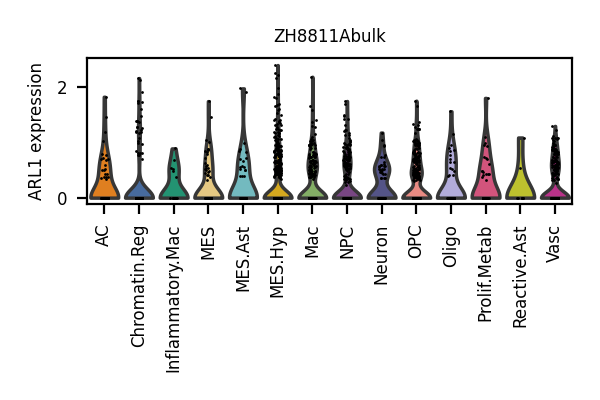 ZH8811Abulk
ARL1 expression
2
0
AC
Chromatin.Reg
Inflammatory.Mac
MES
MES.Ast
MES.Hyp
Mac
NPC
Neuron
OPC
Oligo
Prolif.Metab
Reactive.Ast
Vasc